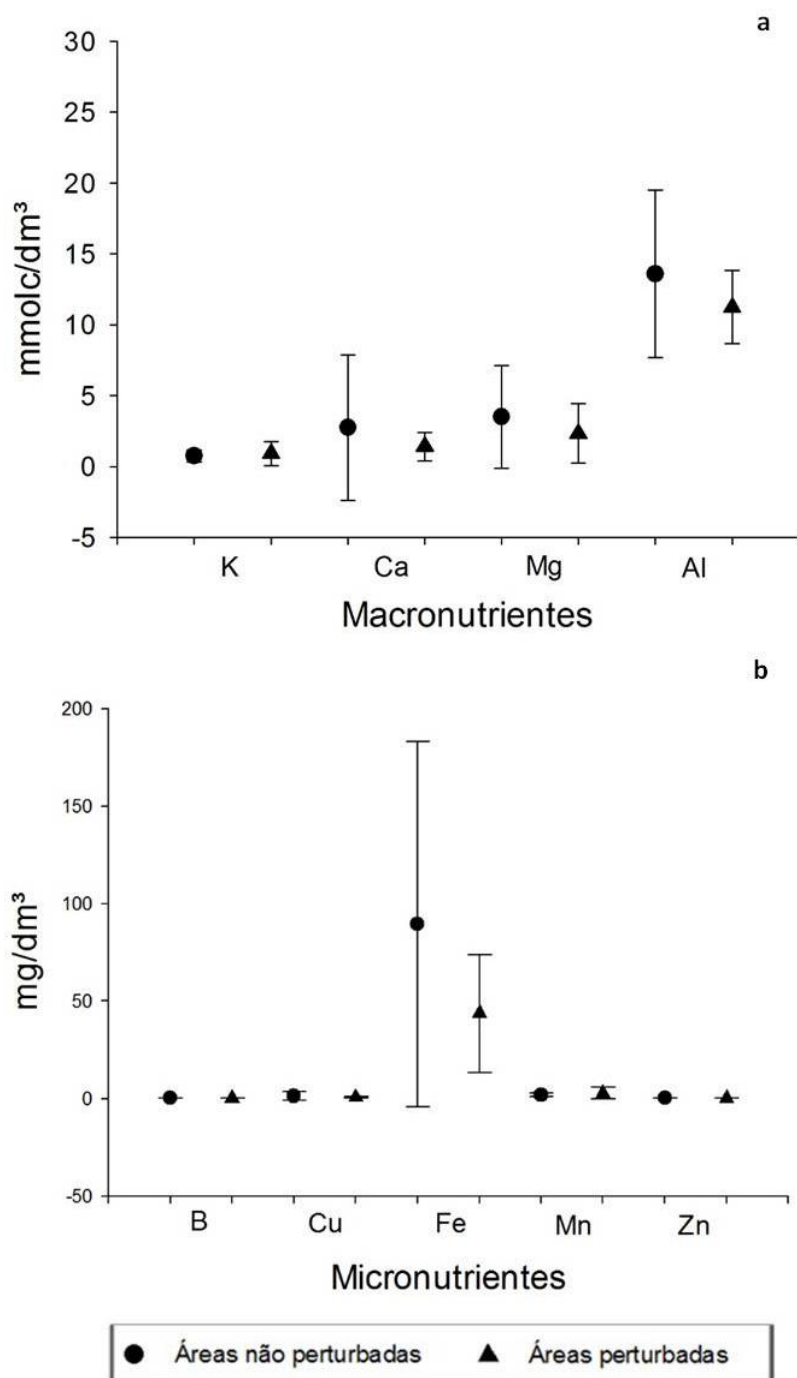 a
30
25
20
15
10
5
0
-5
mmolc/dm³
K Ca Mg Al
Macronutrientes
b
200
150
100
50
0
-50
mg/dm³
B Cu Fe Mn Zn
Micronutrientes
Áreas não perturbadas Áreas perturbadas